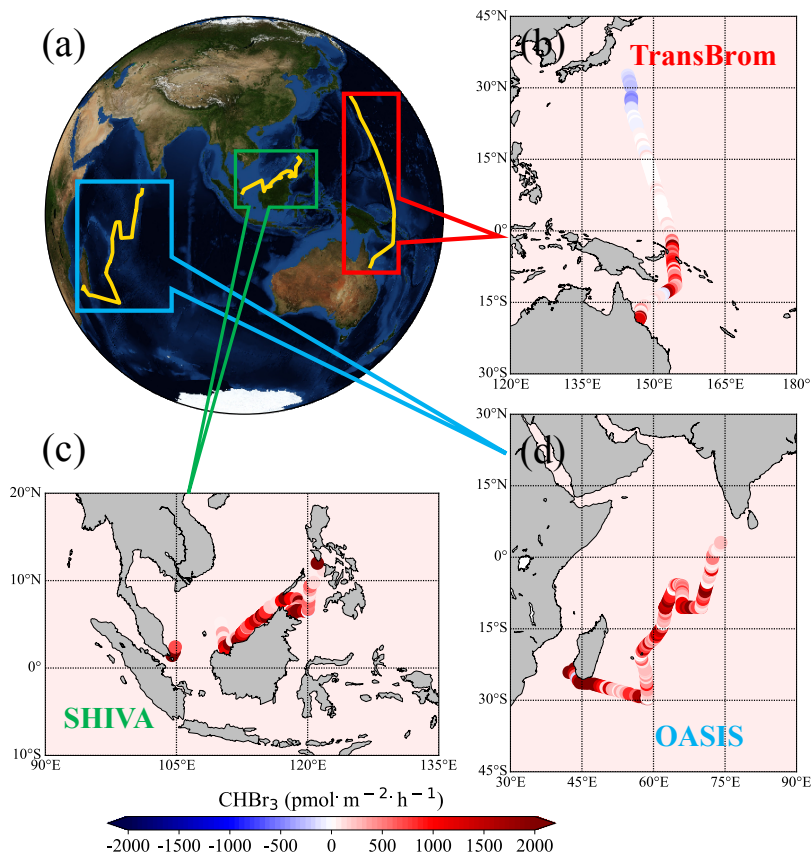 (a)
(b)
TransBrom
45°N
30°N
15°N
0°
15°S
30°S
120°E 135°E 150°E 165°E 180°
(c)
20°N
10°N
0°
10°S
SHIVA
90°E 105°E 120°E 135°E
(d)
30°N
15°N
0°
15°S
30°S
45°S
OASIS
30°E 45°E 60°E 75°E 90°E
CHBr₃ (pmol· m⁻²· h⁻¹)
-2000 -1500 -1000 -500 0 500 1000 1500 2000